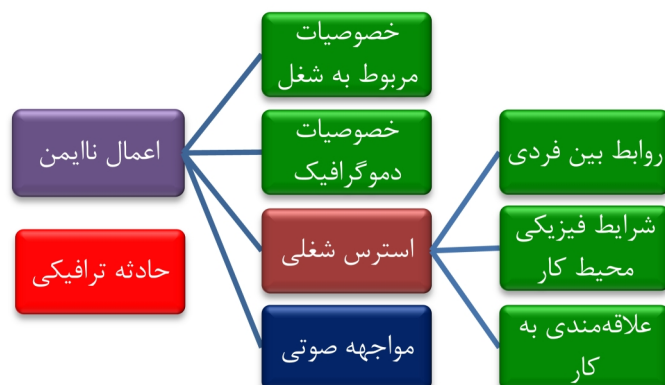 خصوصیات
مربوط به شغل
اعمال ناایمن
خصوصیات
دموگرافیک
روابط بین فردی
استرس شغلی
شرایط فیزیکی
محیط کار
حادثه ترافیکی
مواجهه صوتی
علاقه‌مندی به
کار